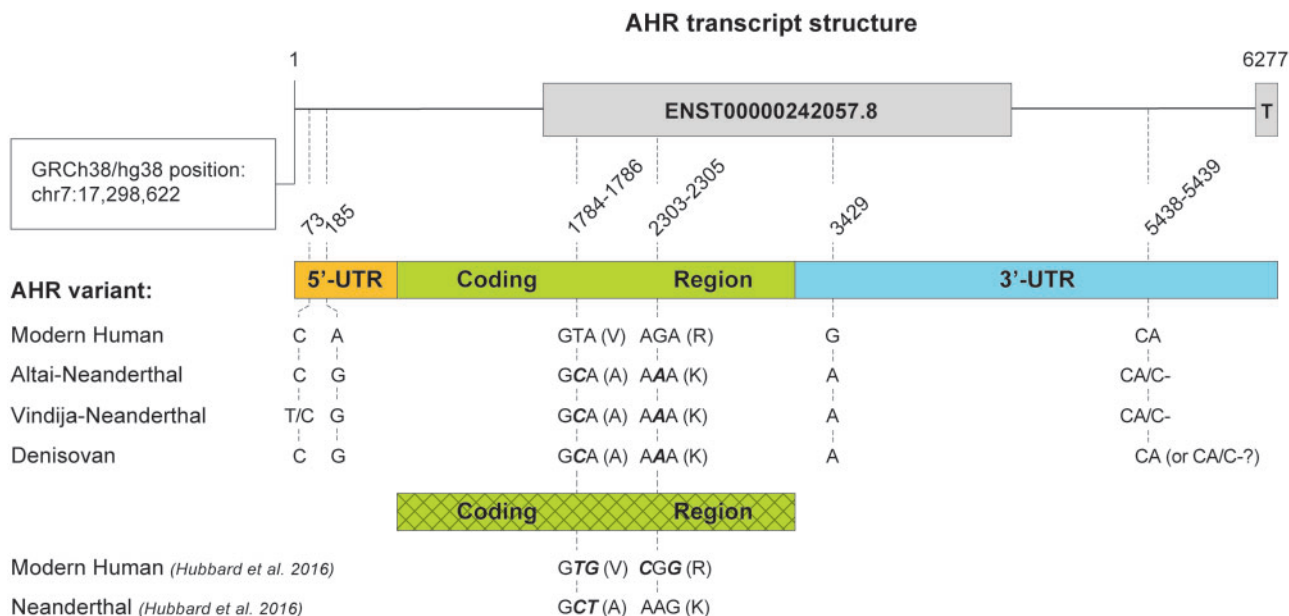 AHR transcript structure
1
6277
ENST00000242057.8
T
GRCh38/hg38 position:
chr7:17,298,622
73
185
1784-1786
2303-2305
3429
5438-5439
5’-UTR
Coding
Region
3’-UTR
AHR variant:
Modern Human C A GTA (V) AGA (R) G CA
Altai-Neanderthal C G GCA (A) AAA (K) A CA/C-
Vindija-Neanderthal T/C G GCA (A) AAA (K) A CA/C-
Denisovan C G GCA (A) AAA (K) A CA (or CA/C-?)
Coding Region
Modern Human (Hubbard et al. 2016) GTG (V) CGG (R)
Neanderthal (Hubbard et al. 2016) GCT (A) AAG (K)